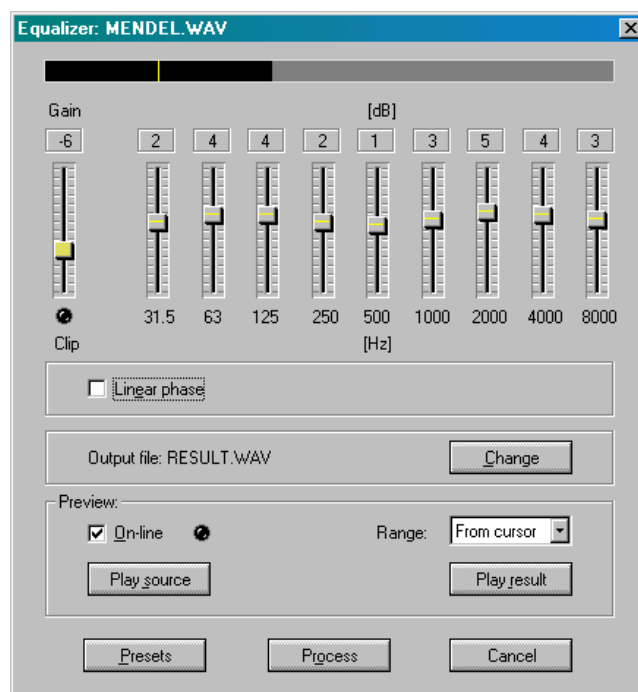 Equalizer: MENDEL.WAV
Gain [dB]
-6 2 4 4 2 1 3 5 4 3
31.5 63 125 250 500 1000 2000 4000 8000
Clip [Hz]
Linear phase
Output file: RESULT.WAV Change
Preview:
On-line Range: From cursor
Play source Play result
Presets Process Cancel